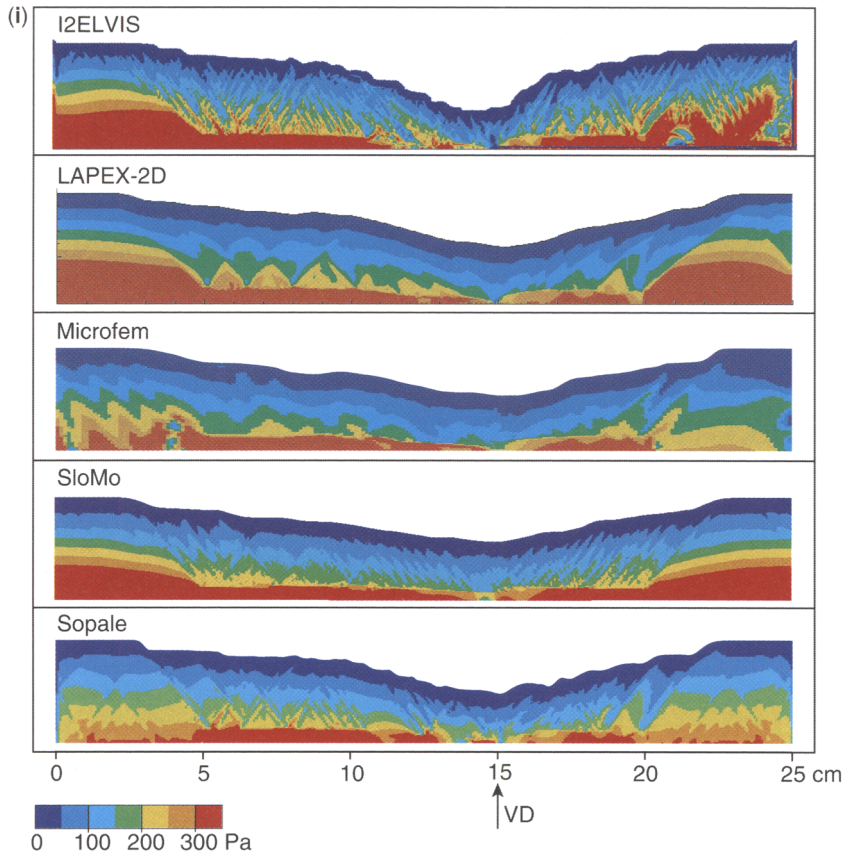 (i)
I2ELVIS
LAPEX-2D
Microfem
SloMo
Sopale
0 5 10 15 20 25 cm
VD
0 100 200 300 Pa